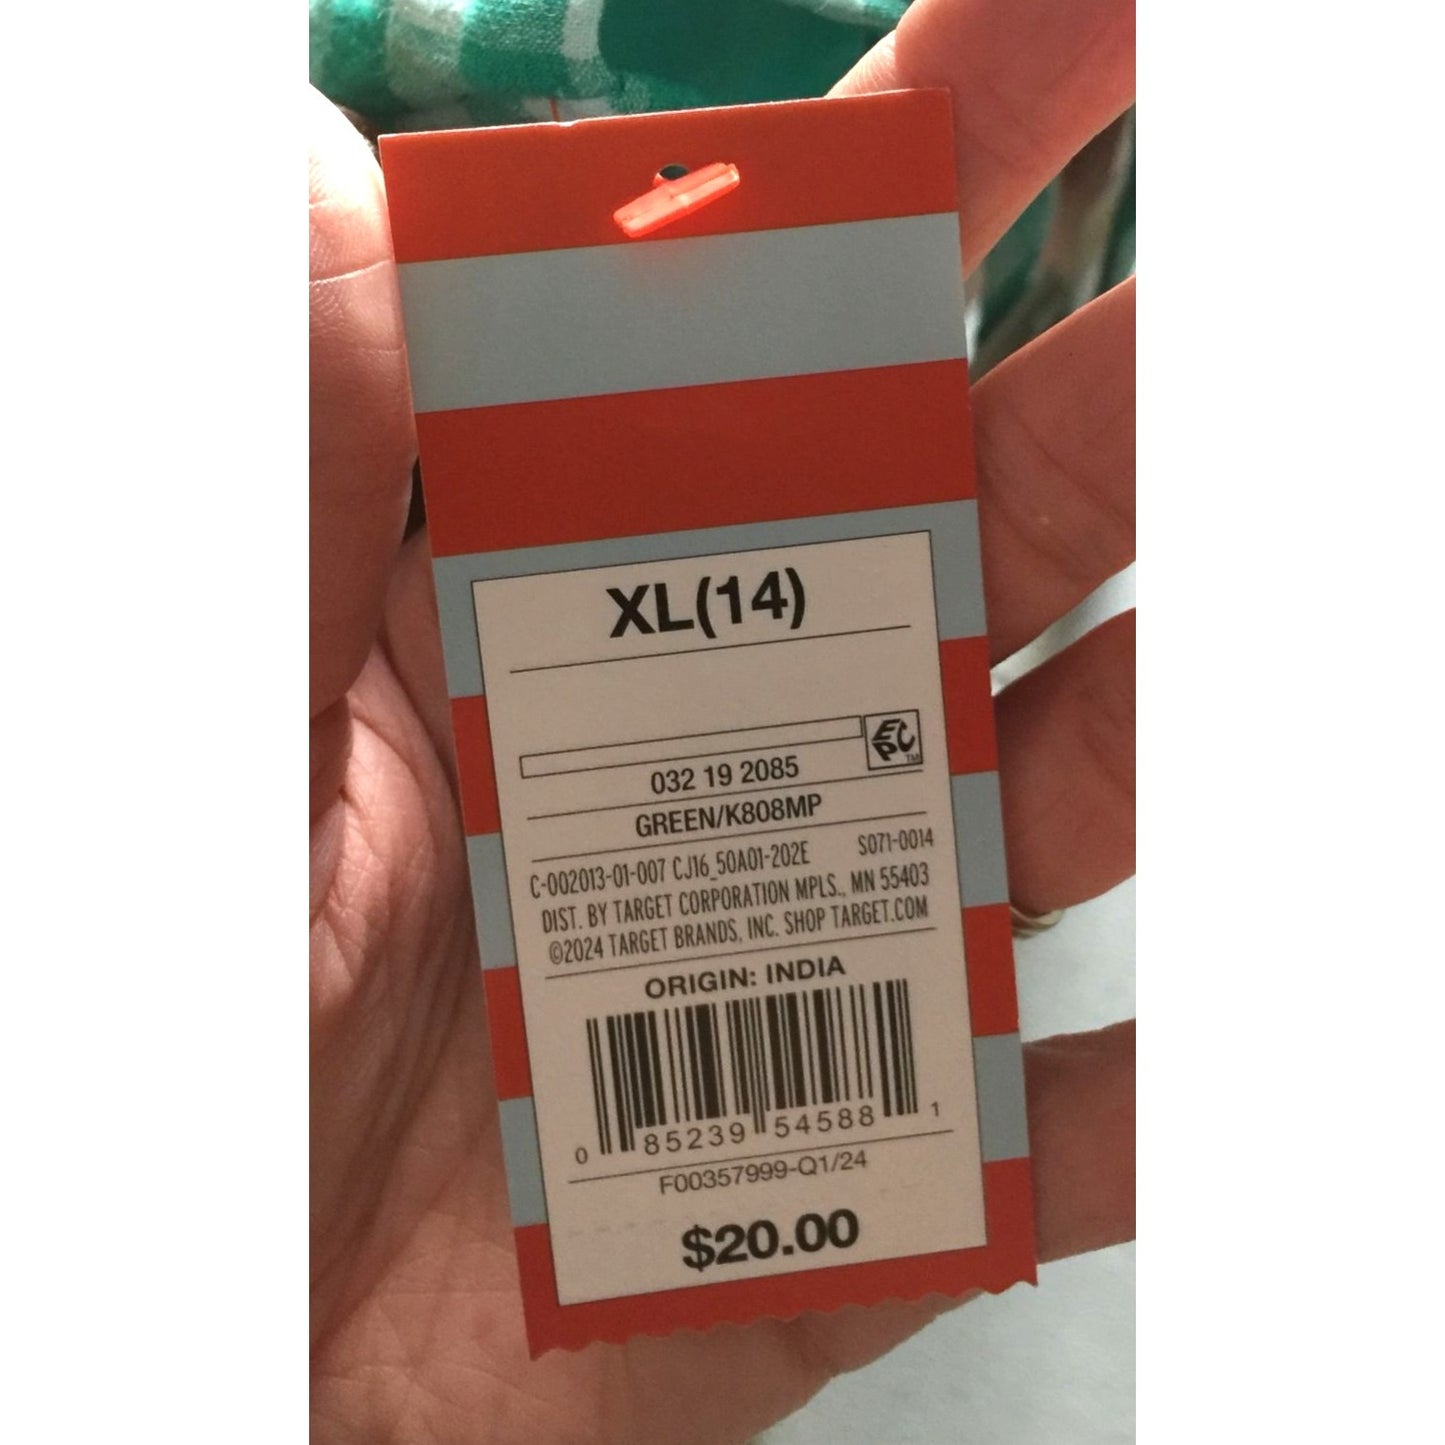 XL(14)
EPC™
032 19 2085
GREEN/K808MP
C-002013-01-007 CJ16_50A01-202E S071-0014
DIST. BY TARGET CORPORATION MPLS., MN 55403
©2024 TARGET BRANDS, INC. SHOP TARGET.COM
ORIGIN: INDIA
0 85239 54588 1
F00357999-Q1/24
$20.00